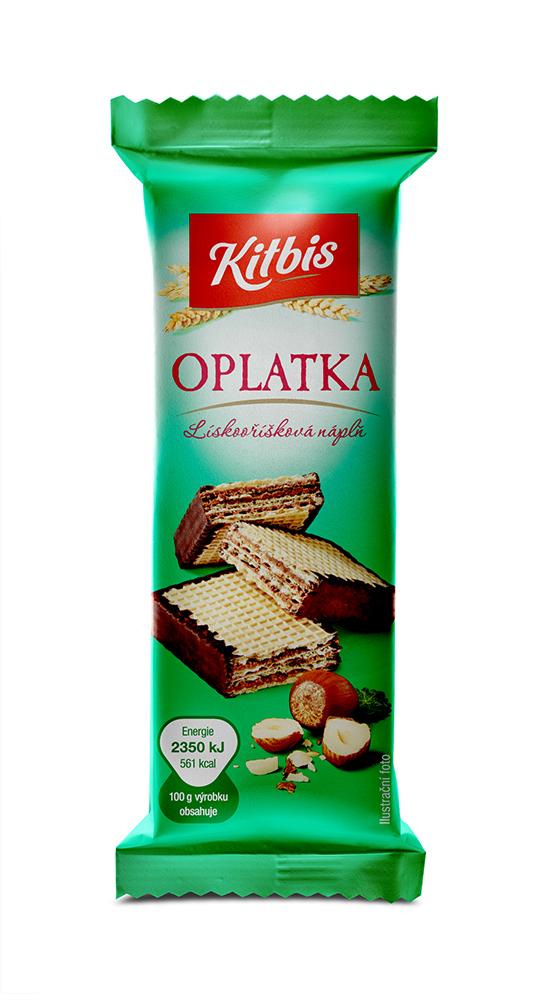 Kitbis
OPLATKA
Lískooříšková náplň
Energie
2350 kJ
561 kcal
100 g výrobku
obsahuje
Ilustrační foto